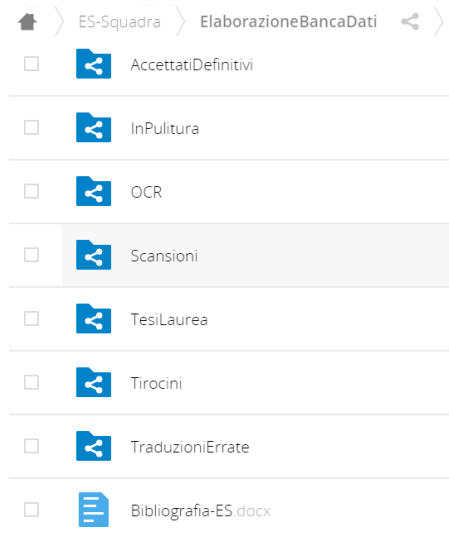 ES-Squadra ElaborazioneBancaDati
AccettatiDefinitivi
InPulitura
OCR
Scansioni
TesiLaurea
Tirocini
TraduzioniErrate
Bibliografia-ES.docx